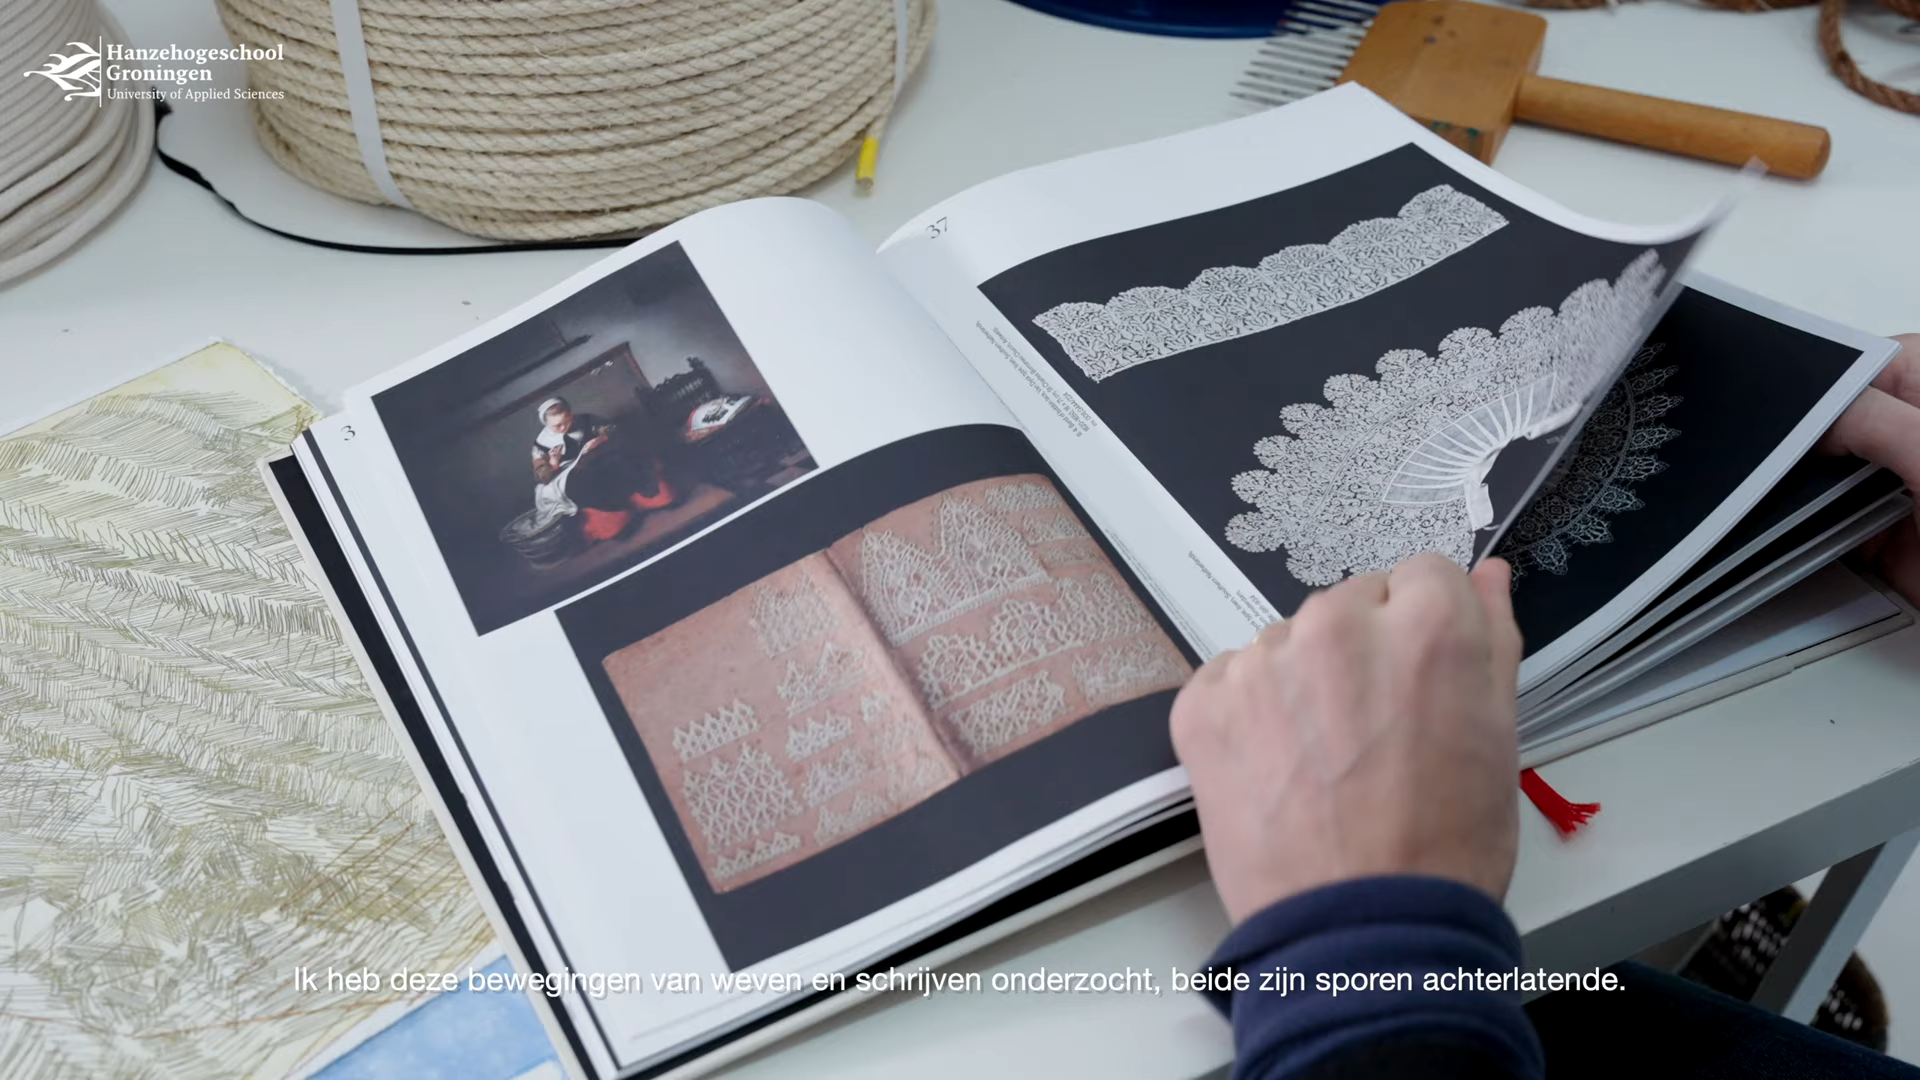 Hanzehogeschool
Groningen
University of Applied Sciences
37
3
Ik heb deze bewegingen van weven en schrijven onderzocht, beide zijn sporen achterlatende.